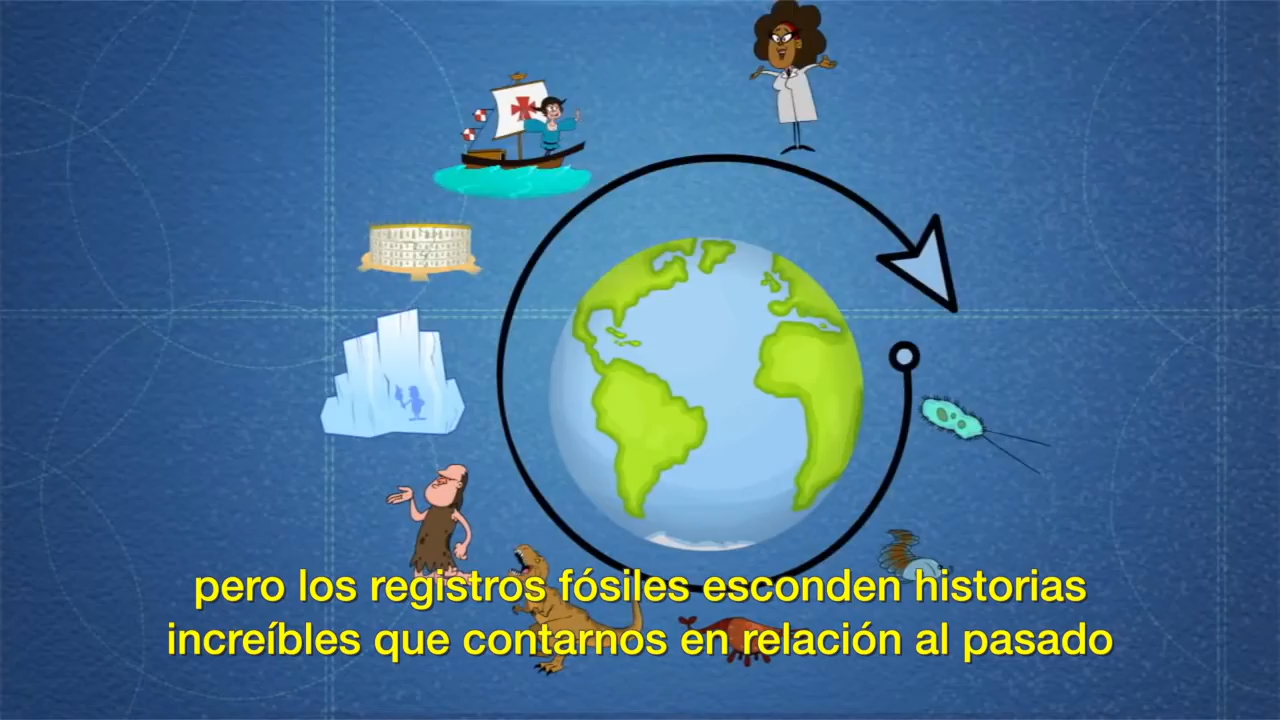 pero los registros fósiles esconden historias
increíbles que contarnos en relación al pasado